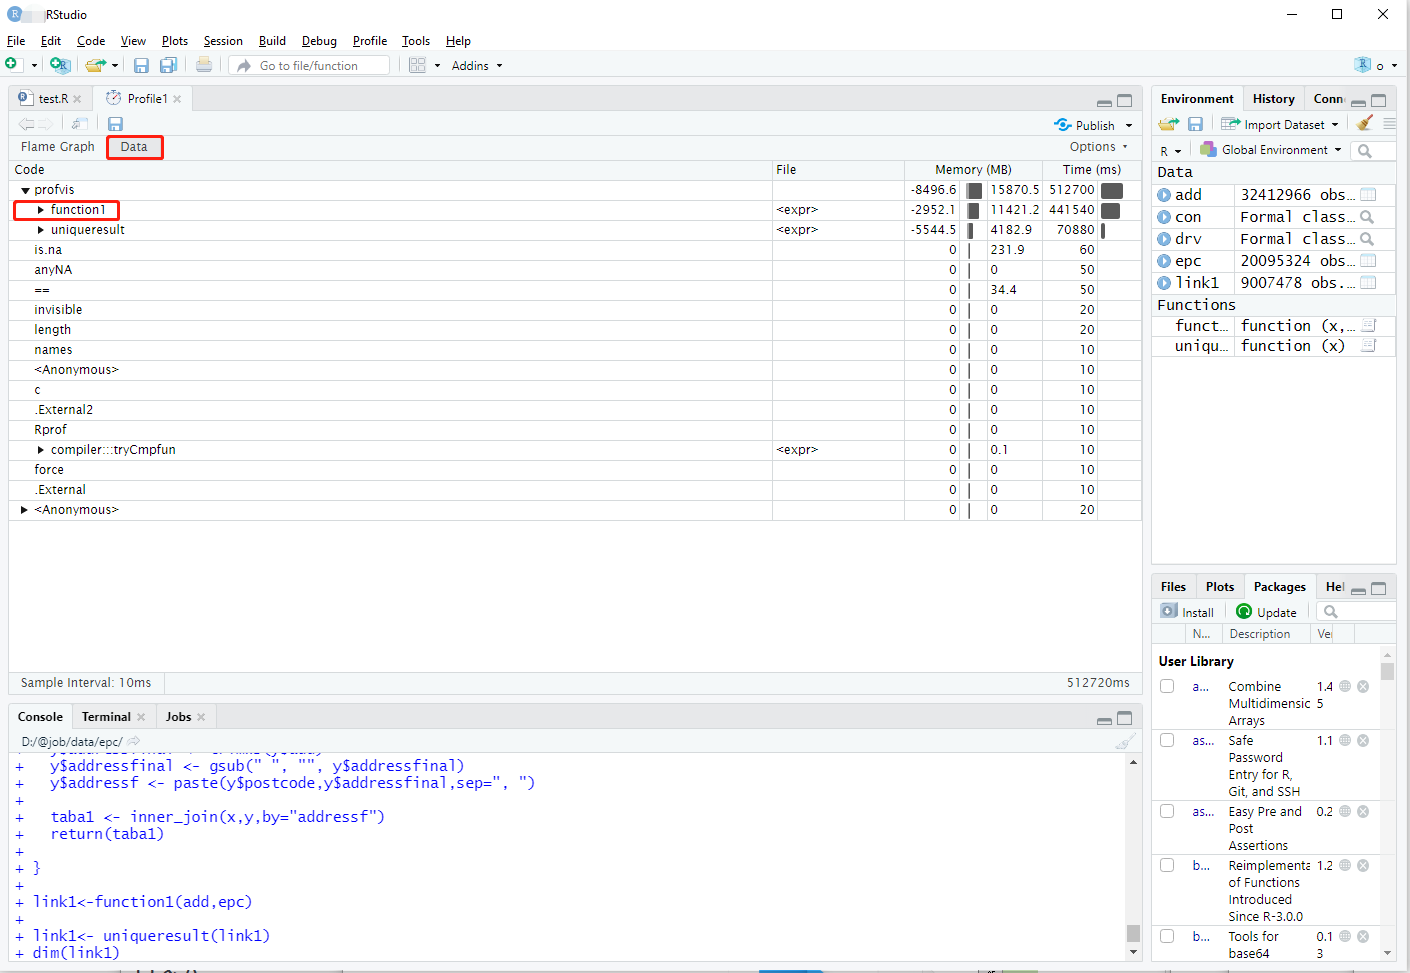 RStudio
File Edit Code View Plots Session Build Debug Profile Tools Help
Go to file/function Addins
test.R Profile1
Publish
Flame Graph Data Options
Code File Memory (MB) Time (ms)
profvis -8496.6 15870.5 512700
function1 <expr> -2952.1 11421.2 441540
uniqueresult <expr> -5544.5 4182.9 70880
is.na 0 231.9 60
anyNA 0 0 50
== 0 34.4 50
invisible 0 0 20
length 0 0 20
names 0 0 10
<Anonymous> 0 0 10
c 0 0 10
.External2 0 0 10
Rprof 0 0 10
compiler:::tryCmpfun <expr> 0 0.1 10
force 0 0 10
.External 0 0 10
<Anonymous> 0 0 20
Sample Interval: 10ms 512720ms
Console Terminal Jobs
D:/@job/data/epc/
+ y$addressfinal <- gsub(" ", "", y$addressfinal)
+ y$addressf <- paste(y$postcode,y$addressfinal,sep=", ")
+
+ taba1 <- inner_join(x,y,by="addressf")
+ return(taba1)
+
+ }
+
+ link1<-function1(add,epc)
+
+ link1<- uniqueresult(link1)
+ dim(link1)
Environment History Conn
Import Dataset
R Global Environment
Data
add 32412966 obs...
con Formal class...
drv Formal class...
epc 20095324 obs...
link1 9007478 obs....
Functions
funct... function (x,...
uniqu... function (x)
Files Plots Packages Hel
Install Update
N... Description Ver
User Library
a... Combine 1.4
Multidimensic 5
Arrays
as... Safe 1.1
Password
Entry for R,
Git, and SSH
as... Easy Pre and 0.2
Post
Assertions
b... Reimplementa 1.2
of Functions
Introduced
Since R-3.0.0
b... Tools for 0.1
base64 3